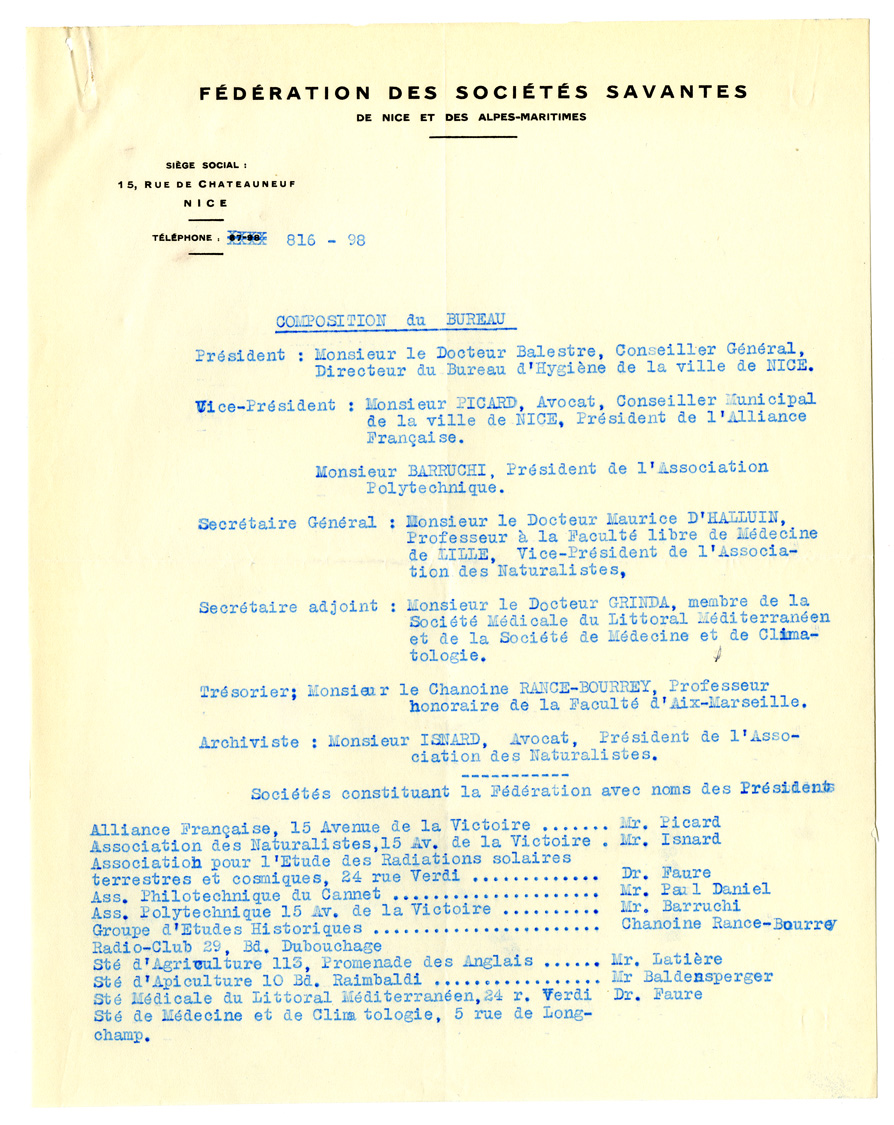 FÉDÉRATION DES SOCIÉTÉS SAVANTES
DE NICE ET DES ALPES-MARITIMES
SIÈGE SOCIAL :
15, RUE DE CHATEAUNEUF
NICE
TÉLÉPHONE : 816 - 98
COMPOSITION du BUREAU
Président : Monsieur le Docteur Balestre, Conseiller Général,
Directeur du Bureau d'Hygiène de la ville de NICE.
Vice-Président : Monsieur PICARD, Avocat, Conseiller Municipal
de la ville de NICE, Président de l'Alliance
Française.
Monsieur BARRUCHI, Président de l'Association
Polytechnique.
Secrétaire Général : Monsieur le Docteur Maurice D'HALLUIN,
Professeur à la Faculté libre de Médecine
de LILLE, Vice-Président de l'Associa-
tion des Naturalistes,
Secrétaire adjoint : Monsieur le Docteur GRINDA, membre de la
Société Médicale du Littoral Méditerranéen
et de la Société de Médecine et de Clima-
tologie.
Trésorier; Monsieur le Chanoine RANCE-BOURREY, Professeur
honoraire de la Faculté d'Aix-Marseille.
Archiviste : Monsieur ISNARD, Avocat, Président de l'Asso-
ciation des Naturalistes.
-----------
Sociétés constituant la Fédération avec noms des Présidents
Alliance Française, 15 Avenue de la Victoire ....... Mr. Picard
Association des Naturalistes,15 Av. de la Victoire . Mr. Isnard
Association pour l'Etude des Radiations solaires
terrestres et cosmiques, 24 rue Verdi ............. Dr. Faure
Ass. Philotechnique du Cannet ..................... Mr. Paul Daniel
Ass. Polytechnique 15 Av. de la Victoire .......... Mr. Barruchi
Groupe d'Etudes Historiques ....................... Chanoine Rance-Bourrey
Radio-Club 29, Bd. Dubouchage
Sté d'Agriculture 113, Promenade des Anglais ...... Mr. Latière
Sté d'Apiculture 10 Bd. Raimbaldi ................. Mr Baldensperger
Sté Médicale du Littoral Méditerranéen,24 r. Verdi Dr. Faure
Sté de Médecine et de Clima tologie, 5 rue de Long-
champ.